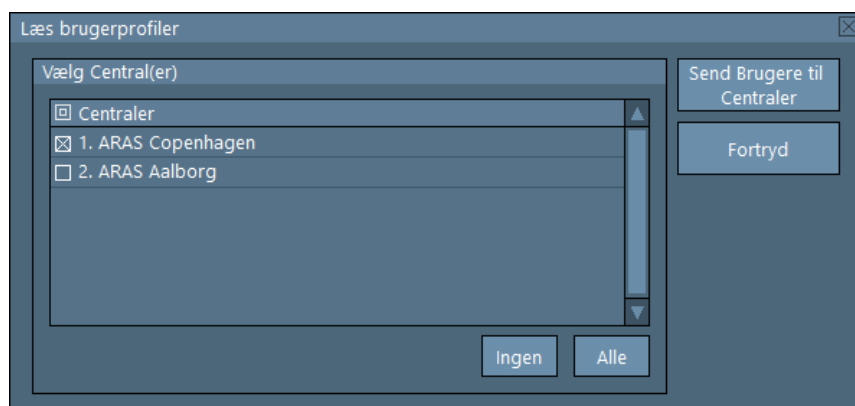 Læs brugerprofiler
Vælg Central(er)
Centraler
1. ARAS Copenhagen
2. ARAS Aalborg
Ingen
Alle
Send Brugere til
Centraler
Fortryd